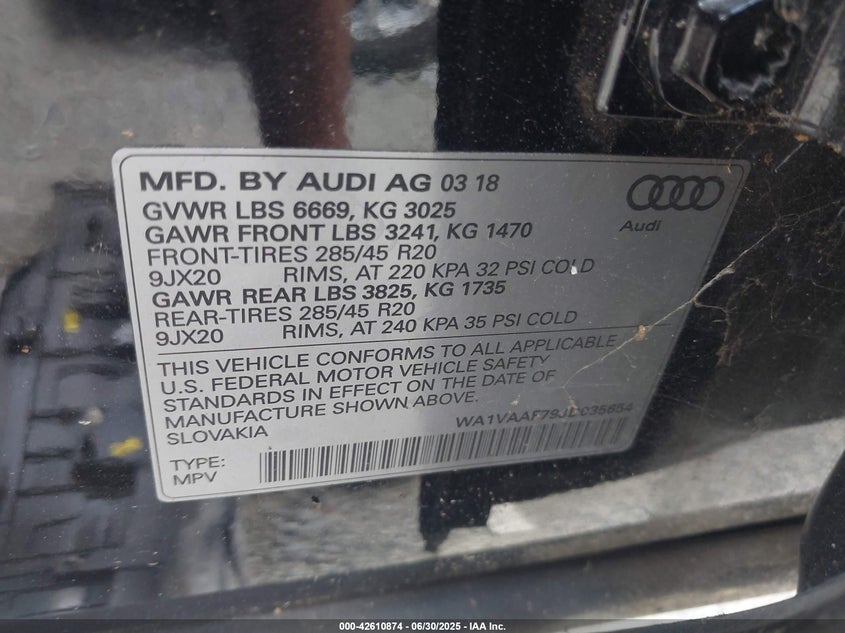 MFD. BY AUDI AG 03 18
GVWR LBS 6669, KG 3025
GAWR FRONT LBS 3241, KG 1470
FRONT-TIRES 285/45 R20
9JX20 RIMS, AT 220 KPA 32 PSI COLD
GAWR REAR LBS 3825, KG 1735
REAR-TIRES 285/45 R20
9JX20 RIMS, AT 240 KPA 35 PSI COLD
Audi
THIS VEHICLE CONFORMS TO ALL APPLICABLE
U.S. FEDERAL MOTOR VEHICLE SAFETY
STANDARDS IN EFFECT ON THE DATE OF
MANUFACTURE SHOWN ABOVE.
SLOVAKIA
WA1VAAF79JD035654
TYPE:
MPV
000-42610874 - 06/30/2025 - IAA Inc.